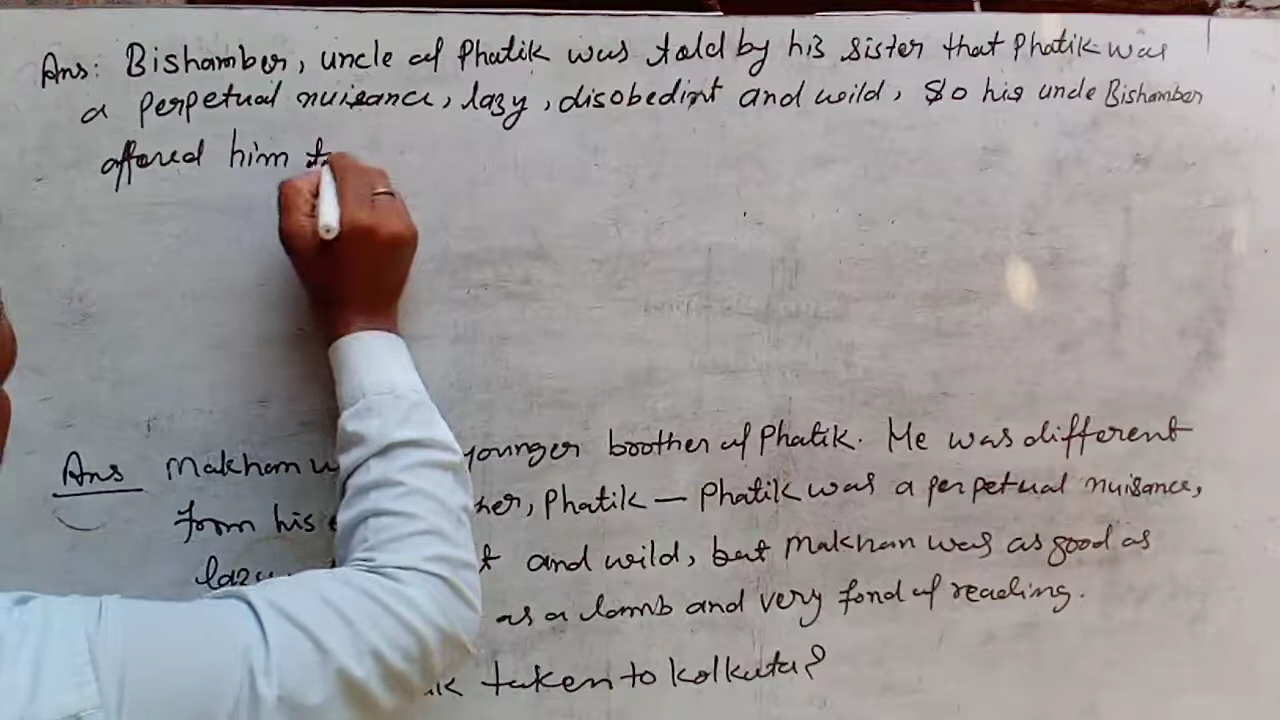 Ans: Bishamber, uncle of Phatik was told by his sister that Phatik was
a perpetual nuisance, lazy, disobedint and wild, So his uncle Bishamber
offered him
Ans Makhan younger brother of Phatik. He was different
from his Phatik — Phatik was a perpetual nuisance,
and wild, but Makhan was as good as
as a lamb and very fond of reading.
taken to Kolkata?